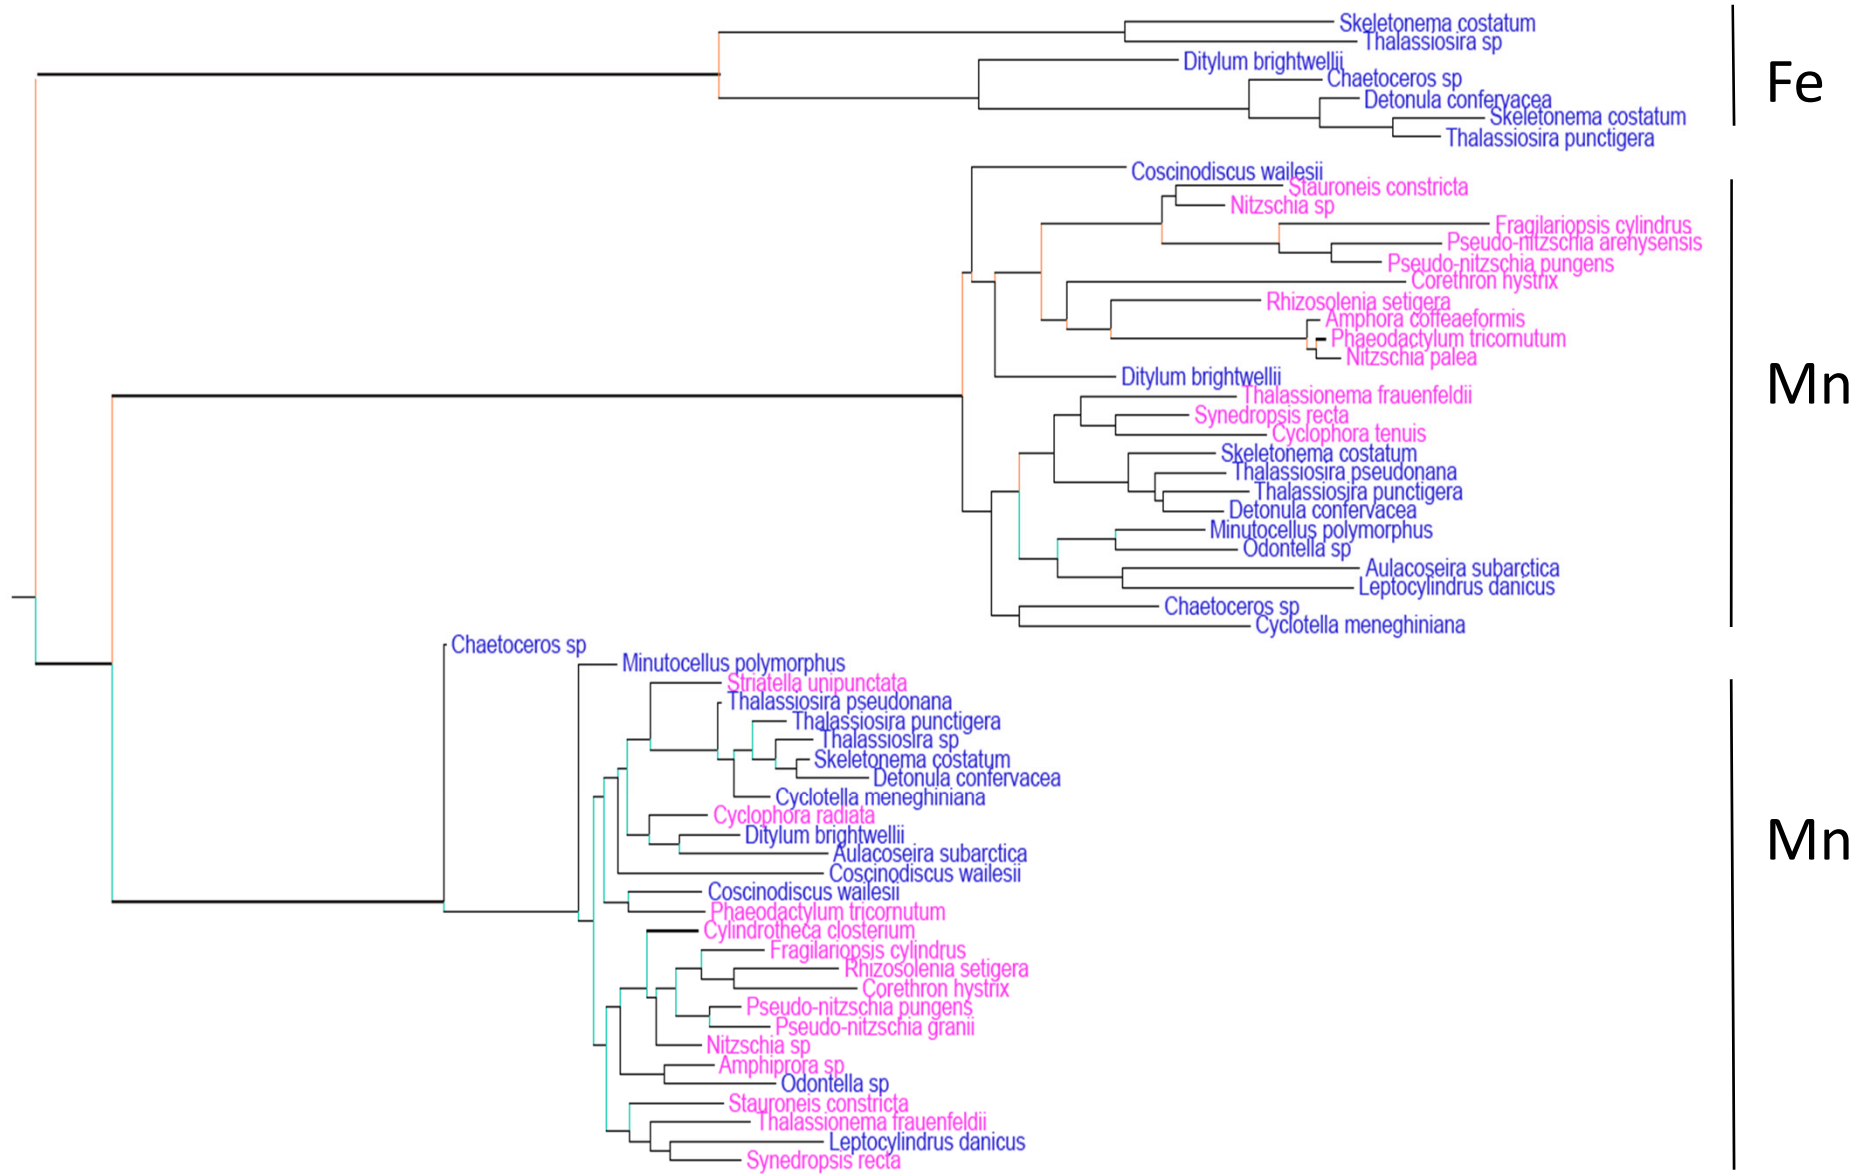 Skeletonema costatum
Thalassiosira sp
Ditylum brightwellii
Chaetoceros sp
Detonula confervacea
Skeletonema costatum
Thalassiosira punctigera
Fe
Coscinodiscus wailesii
Stauroneis constricta
Nitzschia sp
Fragilariopsis cylindrus
Pseudo-nitzschia arenysensis
Pseudo-nitzschia pungens
Corethron hystrix
Rhizosolenia setigera
Amphora coffeaeformis
Phaeodactylum tricornutum
Nitzschia palea
Ditylum brightwellii
Thalassionema frauenfeldii
Synedropsis recta
Cyclophora tenuis
Skeletonema costatum
Thalassiosira pseudonana
Thalassiosira punctigera
Detonula confervacea
Minutocellus polymorphus
Odontella sp
Aulacoseira subarctica
Leptocylindrus danicus
Chaetoceros sp
Cyclotella meneghiniana
Mn
Chaetoceros sp
Minutocellus polymorphus
Striatella unipunctata
Thalassiosira pseudonana
Thalassiosira punctigera
Thalassiosira sp
Skeletonema costatum
Detonula confervacea
Cyclotella meneghiniana
Cyclophora radiata
Ditylum brightwellii
Aulacoseira subarctica
Coscinodiscus wailesii
Coscinodiscus wailesii
Phaeodactylum tricornutum
Cylindrotheca closterium
Fragilariopsis cylindrus
Rhizosolenia setigera
Corethron hystrix
Pseudo-nitzschia pungens
Pseudo-nitzschia granii
Nitzschia sp
Amphiprora sp
Odontella sp
Stauroneis constricta
Thalassionema frauenfeldii
Leptocylindrus danicus
Synedropsis recta
Mn